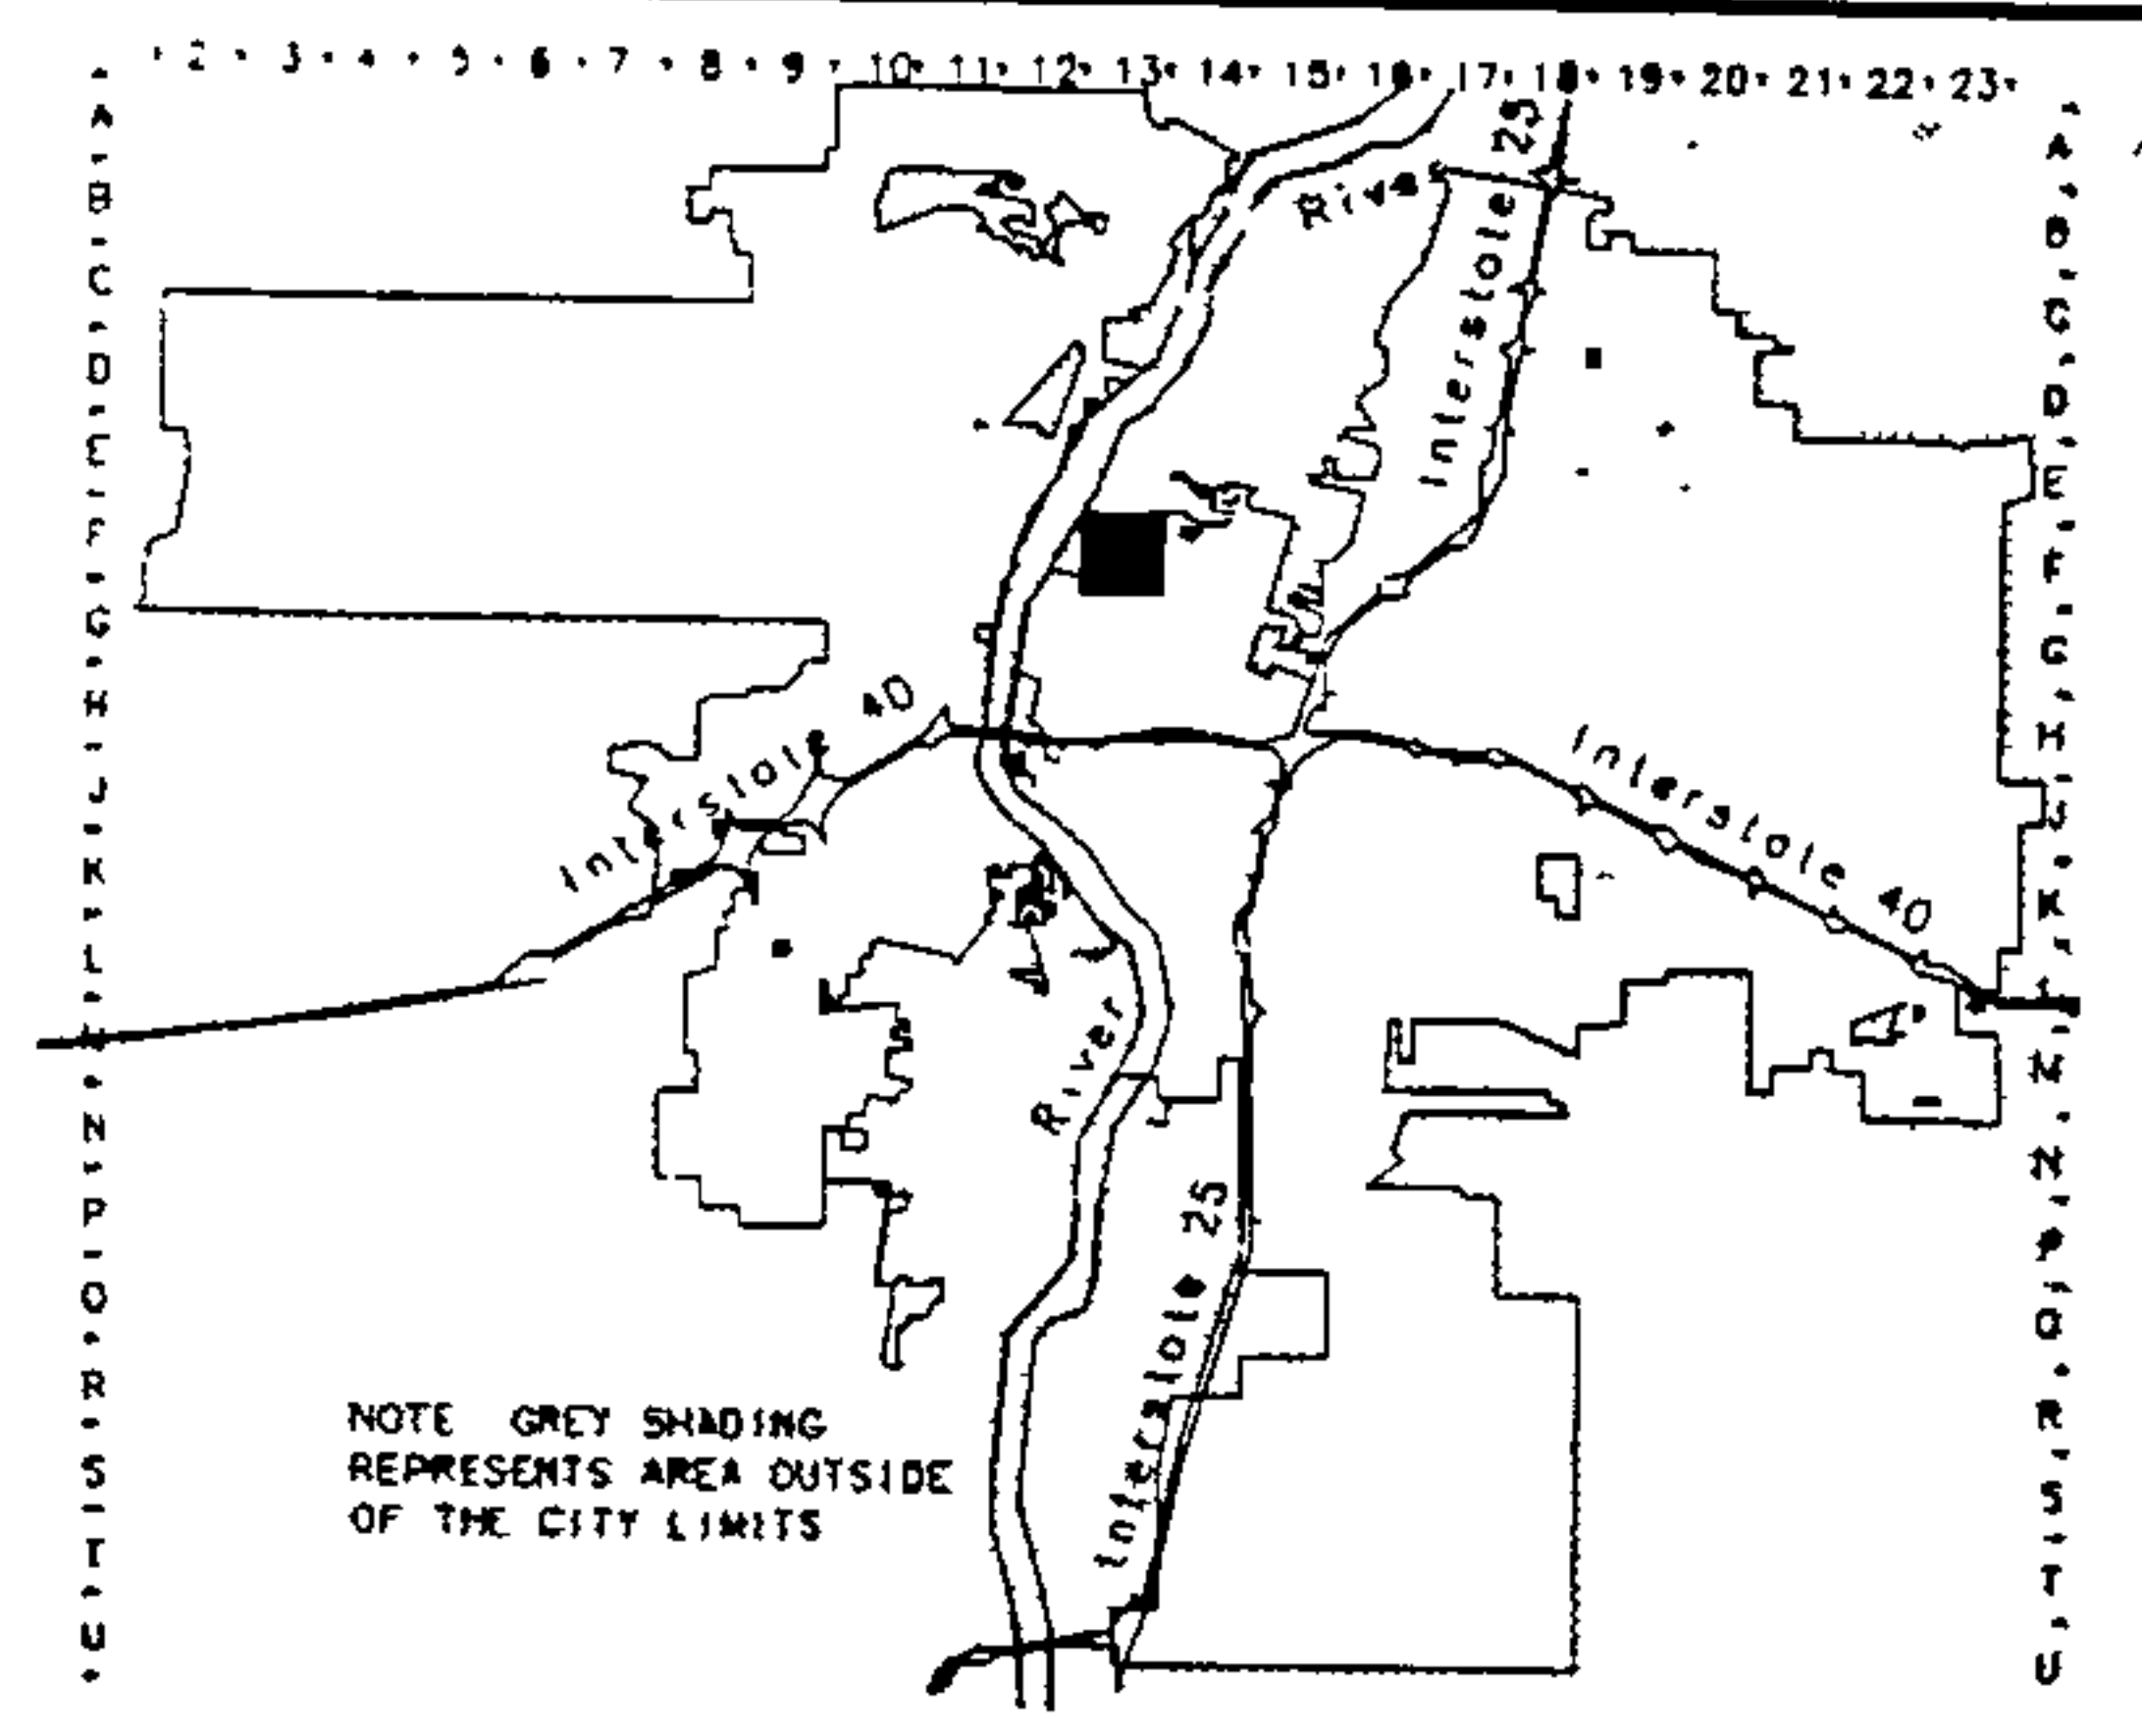 2 3 4 5 6 7 8 9 10 11 12 13 14 15 16 17 18 19 20 21 22 23
A
B
C
D
E
F
G
H
J
K
L
M
N
P
Q
R
S
T
U
River
Interstate 25
Interstate 40
Interstate 40
River
Interstate 25
NOTE GREY SHADING
REPRESENTS AREA OUTSIDE
OF THE CITY LIMITS
A
B
C
D
E
F
G
H
J
K
L
M
N
P
Q
R
S
T
U